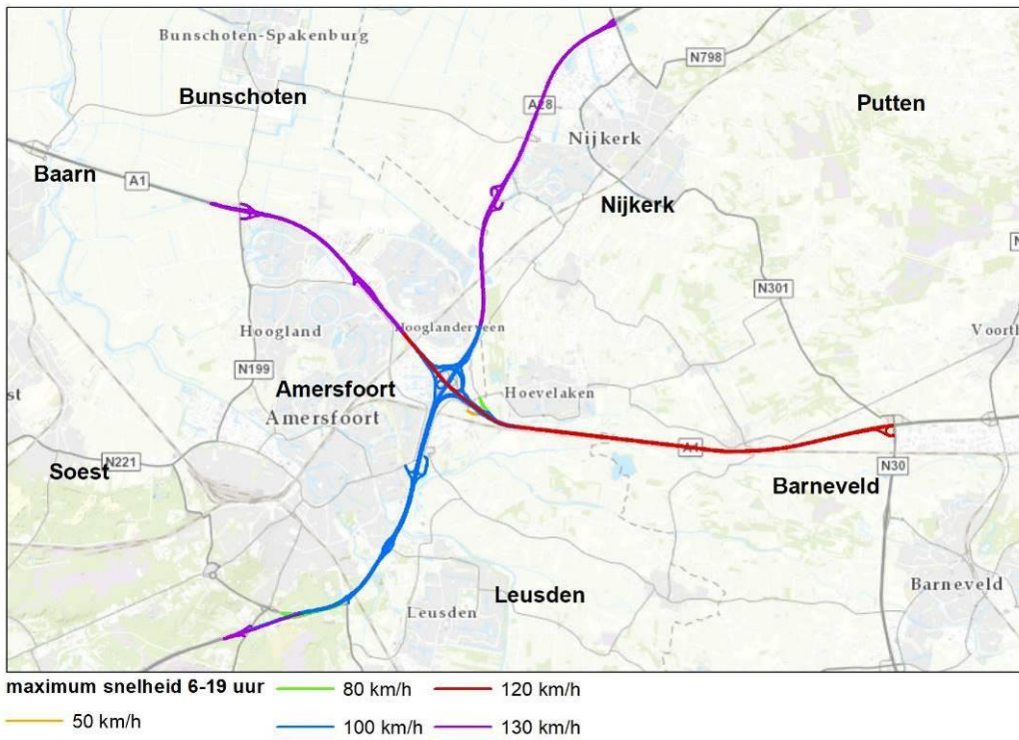 Bunschoten-Spakenburg
N798
Bunschoten
A28
Putten
Nijkerk
Baarn
A1
Nijkerk
N301
Hoogland
Hooglanderveen
Voorth
N199
Amersfoort
Hoevelaken
st
Amersfoort
A1
Soest
N221
N30
Barneveld
Leusden
Leusden
Barneveld
maximum snelheid 6-19 uur
80 km/h
120 km/h
50 km/h
100 km/h
130 km/h